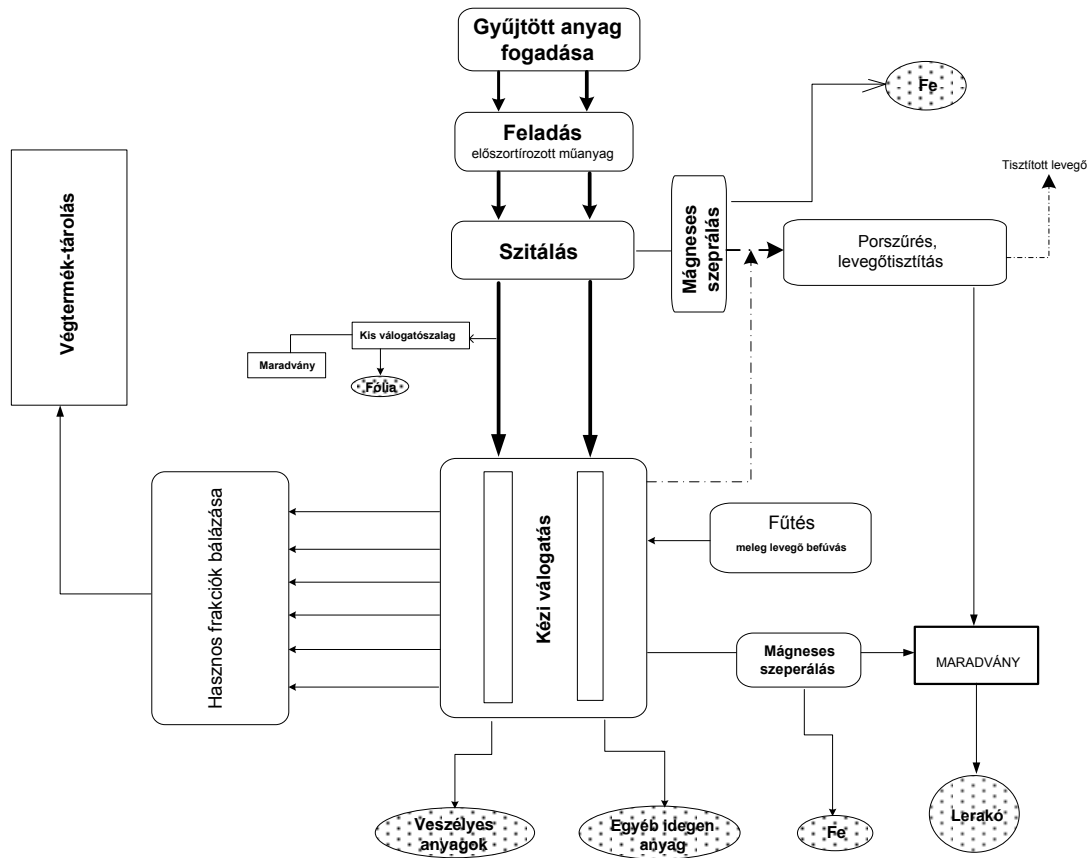 Gyűjtött anyag
fogadása
Fe
Feladás
előszortírozott műanyag
Tisztított levegő
Végtermék-tárolás
Szitálás
Mágneses
szeprálás
Porszűrés,
levegőtisztítás
Kis válogatószalag
Maradvány
Fólia
Hasznos frakciók bálázása
Kézi válogatás
Fűtés
meleg levegő befúvás
Mágneses
szeperálás
MARADVÁNY
Veszélyes
anyagok
Egyéb idegen
anyag
Fe
Lerakó